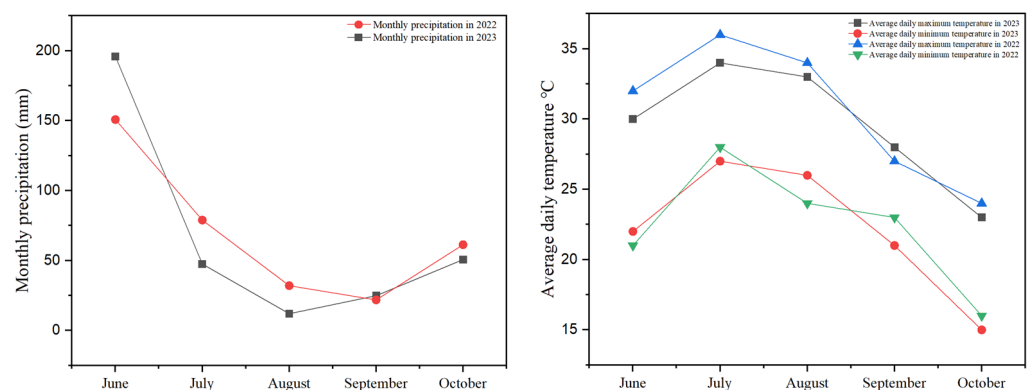 Monthly precipitation in 2022
Monthly precipitation in 2023
200
150
100
50
0
Monthly precipitation (mm)
June July August September October
Average daily maximum temperature in 2023
Average daily minimum temperature in 2023
Average daily maximum temperature in 2022
Average daily minimum temperature in 2022
35
30
25
20
15
Average daily temperature °C
June July August September October